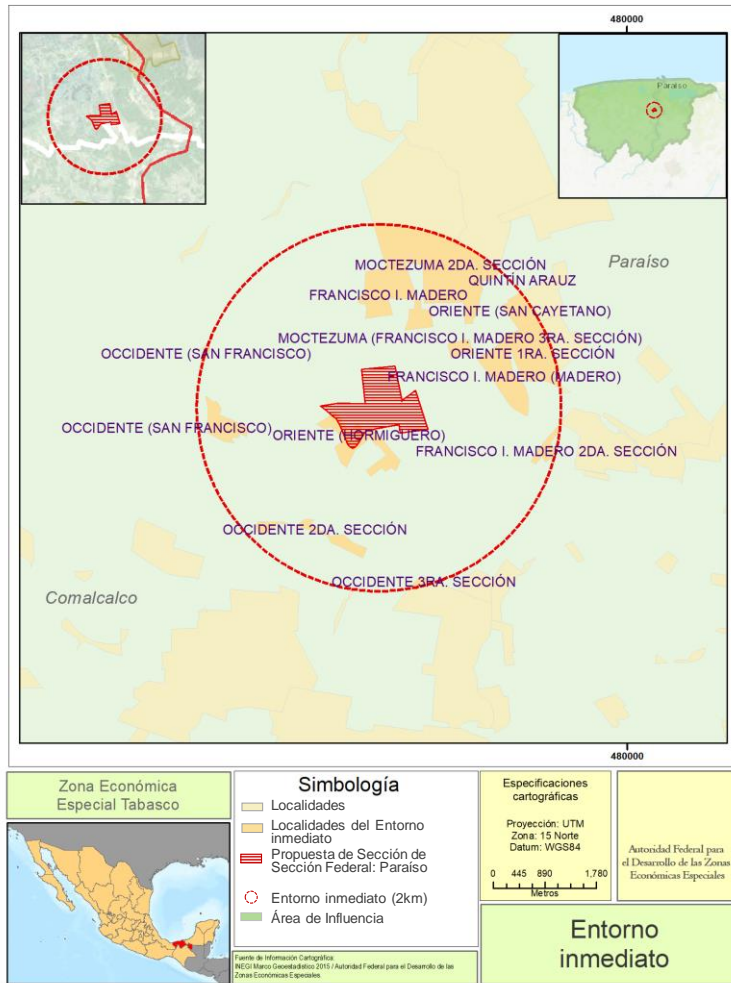 480000
Paraíso
Paraíso
MOCTEZUMA 2DA. SECCIÓN
QUINTÍN ARAUZ
FRANCISCO I. MADERO
ORIENTE (SAN CAYETANO)
MOCTEZUMA (FRANCISCO I. MADERO 3RA. SECCIÓN)
OCCIDENTE (SAN FRANCISCO)
ORIENTE 1RA. SECCIÓN
FRANCISCO I. MADERO (MADERO)
OCCIDENTE (SAN FRANCISCO)
ORIENTE (HORMIGUERO)
FRANCISCO I. MADERO 2DA. SECCIÓN
OCCIDENTE 2DA. SECCIÓN
OCCIDENTE 3RA. SECCIÓN
Comalcalco
480000
Zona Económica
Especial Tabasco
Simbología
Localidades
Localidades del Entorno
inmediato
Propuesta de Sección de
Sección Federal: Paraíso
Entorno inmediato (2km)
Área de Influencia
Fuente de Información Cartográfica:
INEGI Marco Geoestadístico 2015 / Autoridad Federal para el Desarrollo de las
Zonas Económicas Especiales.
Especificaciones
cartográficas
Proyección: UTM
Zona: 15 Norte
Datum: WGS84
0 445 890 1,780
Metros
Autoridad Federal para
el Desarrollo de las Zonas
Económicas Especiales
Entorno
inmediato